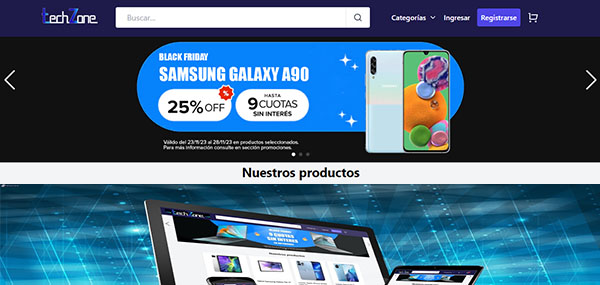 techZone
Buscar...
Categorías
Ingresar
Registrarse
BLACK FRIDAY
SAMSUNG GALAXY A90
25% OFF
%
HASTA
9 CUOTAS
SIN INTERÉS
Válido del 23/11/23 al 28/11/23 en productos seleccionados.
Para más información consulte en sección promociones.
Nuestros productos
TechZone
9 CUOTAS
SIN INTERÉS
Nuestros productos